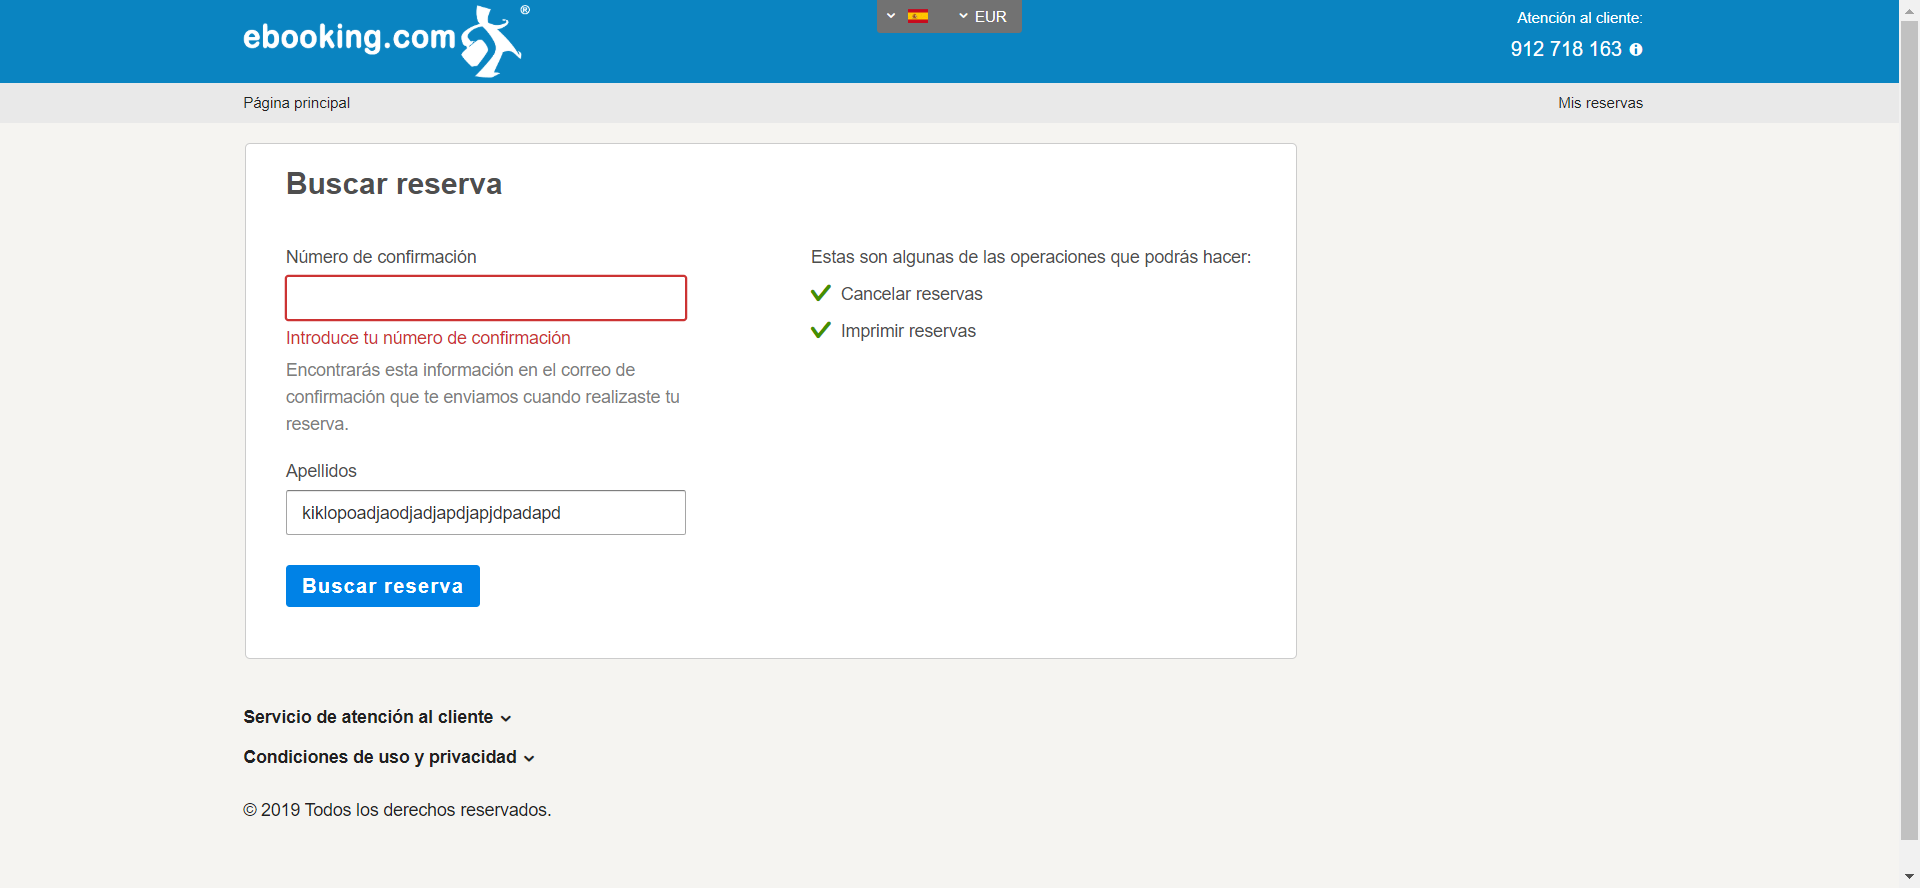 ebooking.com®
EUR
Atención al cliente:
912 718 163
Página principal
Mis reservas
Buscar reserva
Número de confirmación
Introduce tu número de confirmación
Encontrarás esta información en el correo de
confirmación que te enviamos cuando realizaste tu
reserva.
Apellidos
kiklopoadjaodjadjapdjapjdpadapd
Buscar reserva
Estas son algunas de las operaciones que podrás hacer:
Cancelar reservas
Imprimir reservas
Servicio de atención al cliente
Condiciones de uso y privacidad
© 2019 Todos los derechos reservados.